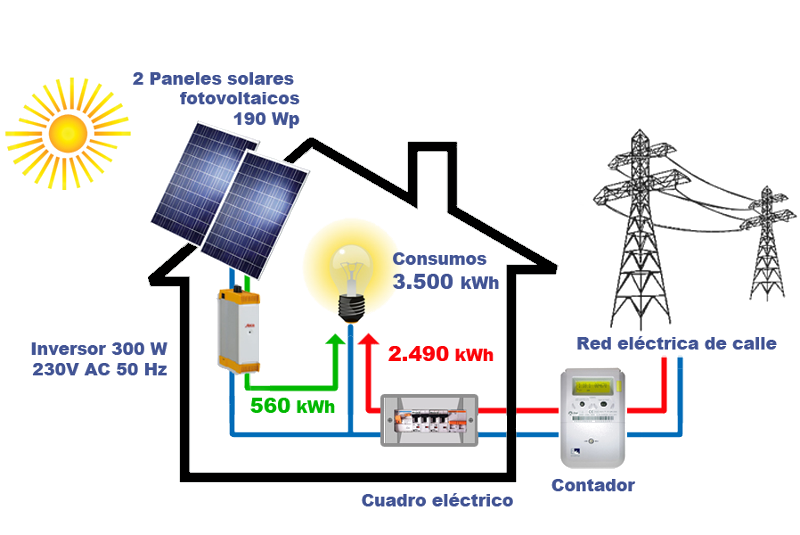 2 Paneles solares
fotovoltaicos
190 Wp
Consumos
3.500 kWh
Inversor 300 W
230V AC 50 Hz
2.490 kWh
560 kWh
Red eléctrica de calle
Cuadro eléctrico
Contador